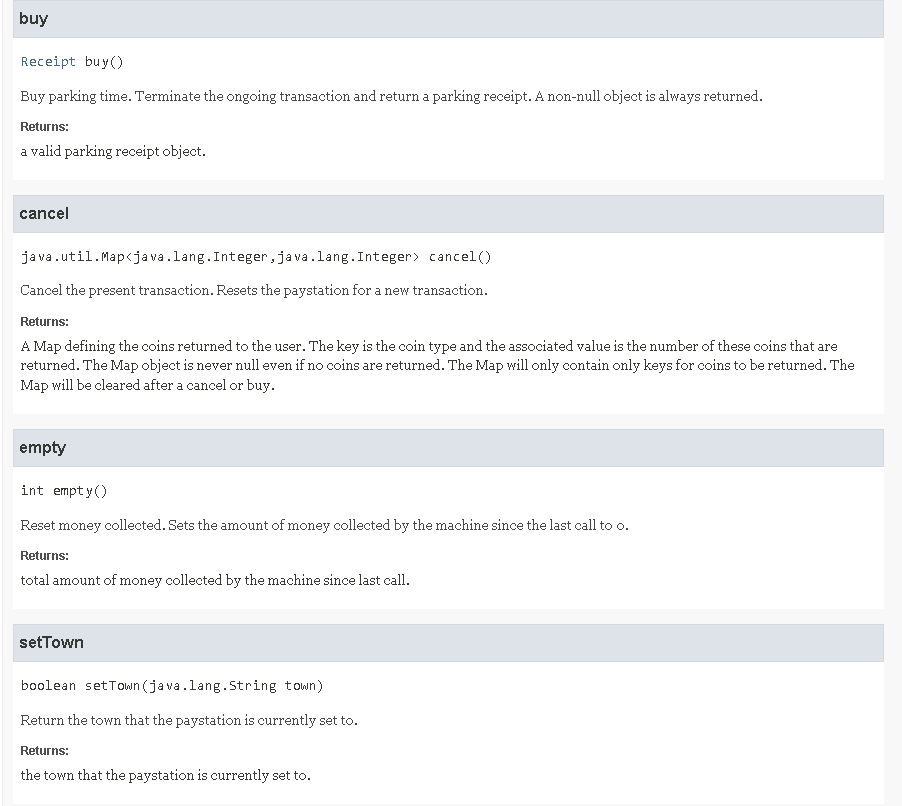 buy
Receipt buy()
Buy parking time. Terminate the ongoing transaction and return a parking receipt. A non-null object is always returned.
Returns:
a valid parking receipt object.
cancel
java.util.Map<java.lang.Integer,java.lang.Integer> cancel()
Cancel the present transaction. Resets the paystation for a new transaction.
Returns:
A Map defining the coins returned to the user. The key is the coin type and the associated value is the number of these coins that are
returned. The Map object is never null even if no coins are returned. The Map will only contain only keys for coins to be returned. The
Map will be cleared after a cancel or buy.
empty
int empty()
Reset money collected. Sets the amount of money collected by the machine since the last call to 0.
Returns:
total amount of money collected by the machine since last call.
setTown
boolean setTown(java.lang.String town)
Return the town that the paystation is currently set to.
Returns:
the town that the paystation is currently set to.